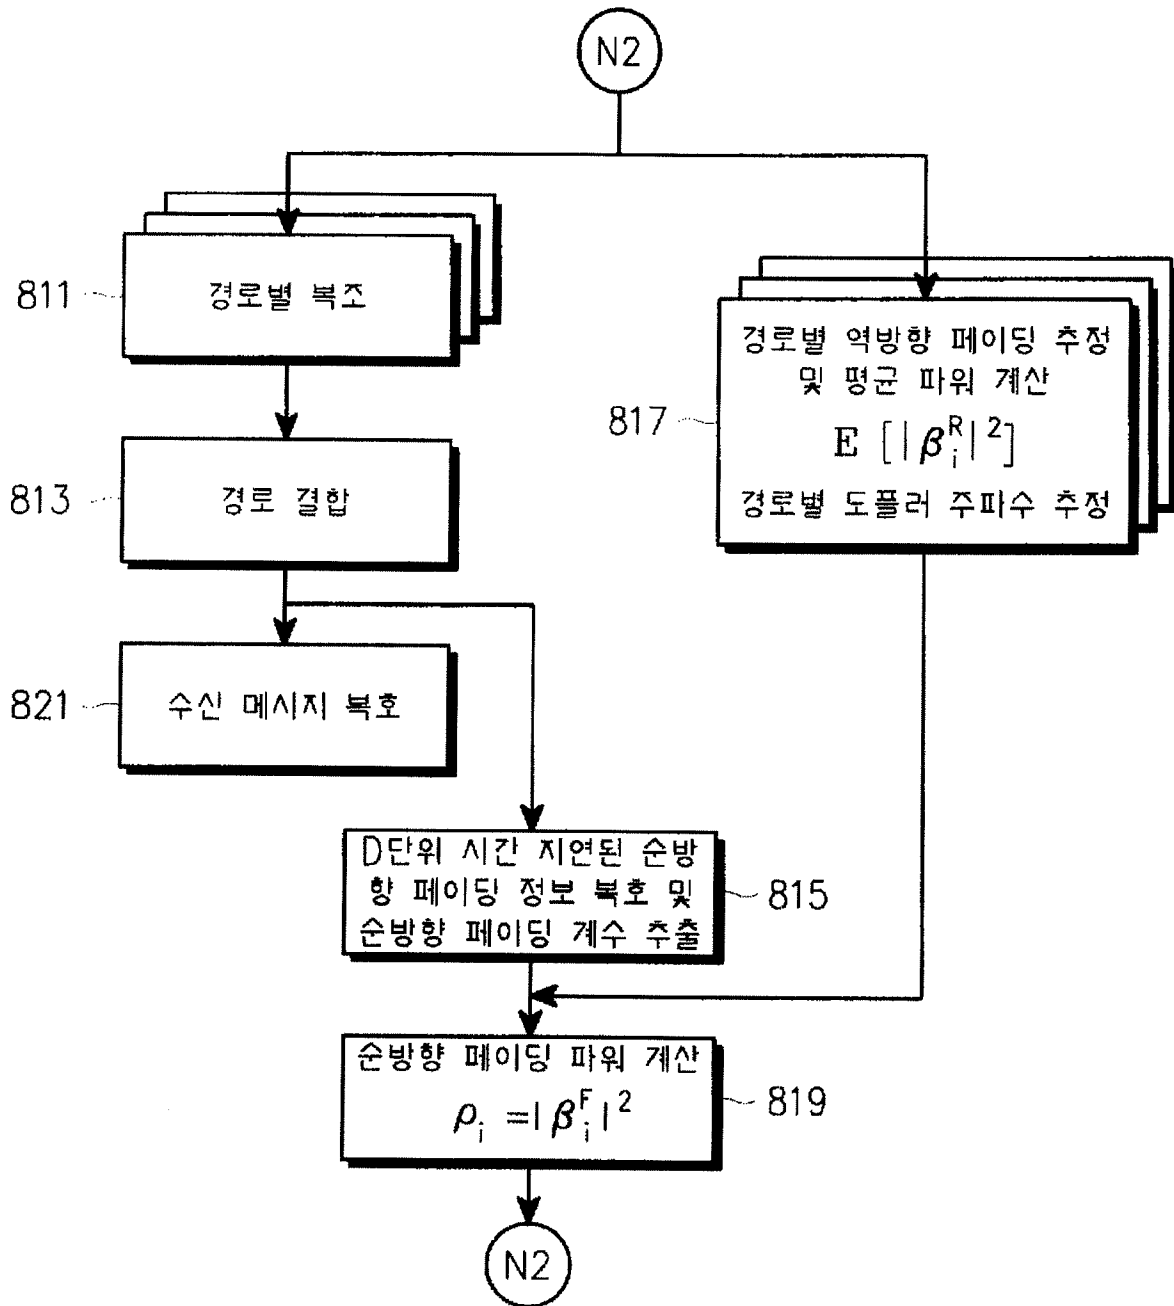 N2
811
경로별 복조
경로별 역방향 페이딩 추정
및 평균 파워 계산
817
E [|β_i^R|^2]
경로별 도플러 주파수 추정
813
경로 결합
821
수신 메시지 복호
D단위 시간 지연된 순방
향 페이딩 정보 복호 및
순방향 페이딩 계수 추출
815
순방향 페이딩 파워 계산
ρ_i =|β_i^F|^2
819
N2